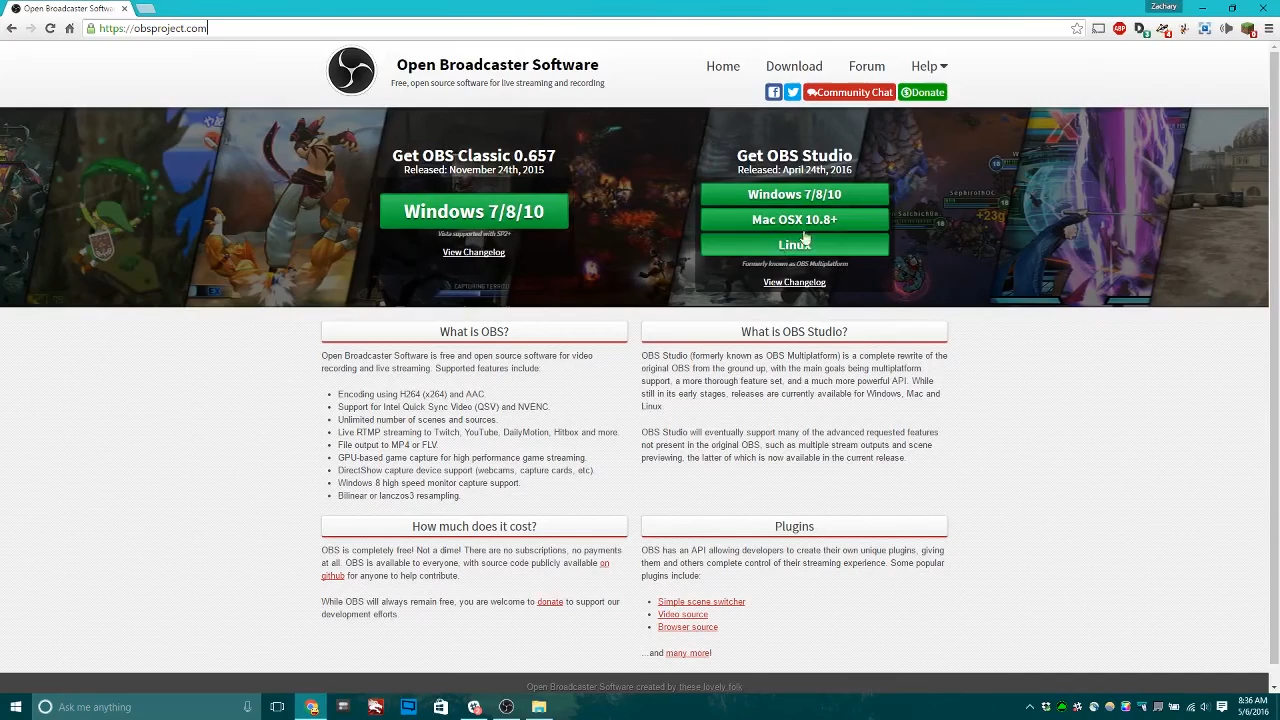 Open Broadcaster Softwa
Zachary
https://obsproject.com
Open Broadcaster Software
Free, open source software for live streaming and recording
Home
Download
Forum
Help
Community Chat
Donate
Get OBS Classic 0.657
Released: November 24th, 2015
Windows 7/8/10
Vista supported with SP2+
View Changelog
Get OBS Studio
Released: April 24th, 2016
Windows 7/8/10
Mac OSX 10.8+
Linux
Formerly known as OBS Multiplatform
View Changelog
SephirothOC
+23g
CAPTURING TERRITO
What is OBS?
Open Broadcaster Software is free and open source software for video
recording and live streaming. Supported features include:
Encoding using H264 (x264) and AAC.
Support for Intel Quick Sync Video (QSV) and NVENC.
Unlimited number of scenes and sources.
Live RTMP streaming to Twitch, YouTube, DailyMotion, Hitbox and more.
File output to MP4 or FLV.
GPU-based game capture for high performance game streaming.
DirectShow capture device support (webcams, capture cards, etc).
Windows 8 high speed monitor capture support.
Bilinear or lanczos3 resampling.
What is OBS Studio?
OBS Studio (formerly known as OBS Multiplatform) is a complete rewrite of the
original OBS from the ground up, with the main goals being multiplatform
support, a more thorough feature set, and a much more powerful API. While
still in its early stages, releases are currently available for Windows, Mac and
Linux.
OBS Studio will eventually support many of the advanced requested features
not present in the original OBS, such as multiple stream outputs and scene
previewing, the latter of which is now available in the current release.
How much does it cost?
OBS is completely free! Not a dime! There are no subscriptions, no payments
at all. OBS is available to everyone, with source code publicly available on
github for anyone to help contribute.
While OBS will always remain free, you are welcome to donate to support our
development efforts.
Plugins
OBS has an API allowing developers to create their own unique plugins, giving
them and others complete control of their streaming experience. Some popular
plugins include:
Simple scene switcher
Video source
Browser source
...and many more!
Open Broadcaster Software created by these lovely folk
Ask me anything
8:36 AM
5/6/2016